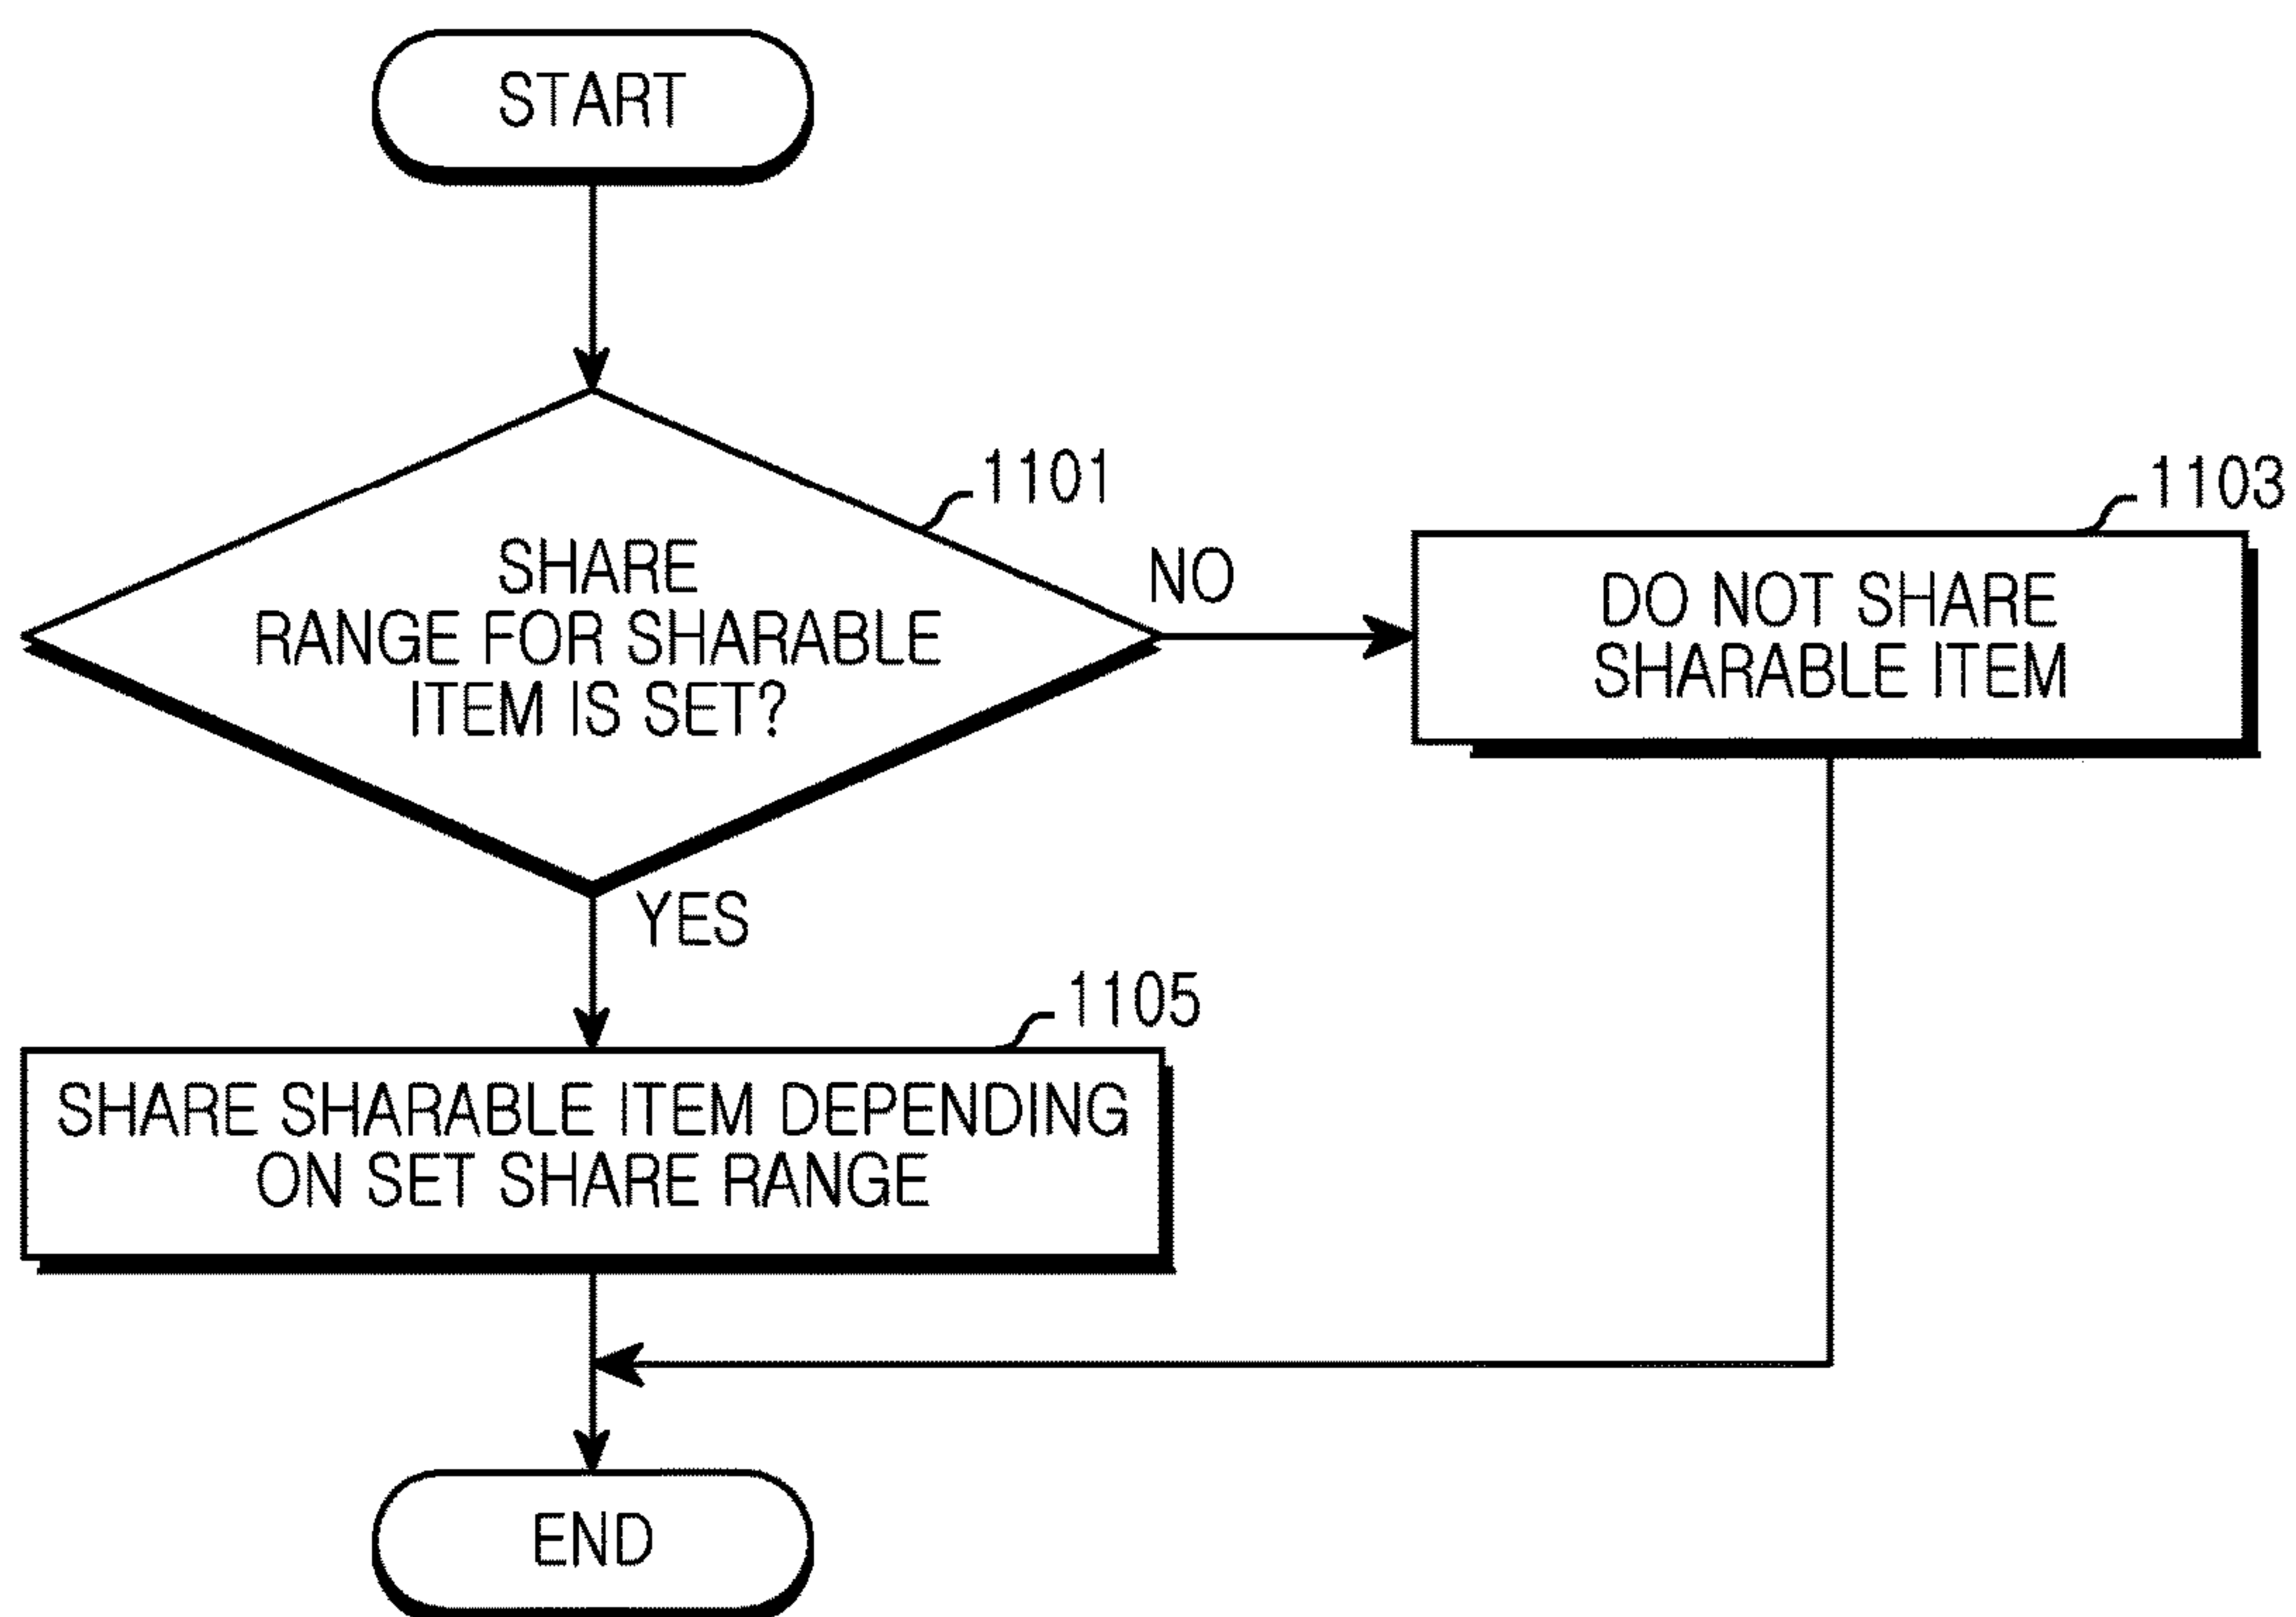 START
1101
SHARE
RANGE FOR SHARABLE
ITEM IS SET?
NO
1103
DO NOT SHARE
SHARABLE ITEM
YES
1105
SHARE SHARABLE ITEM DEPENDING
ON SET SHARE RANGE
END